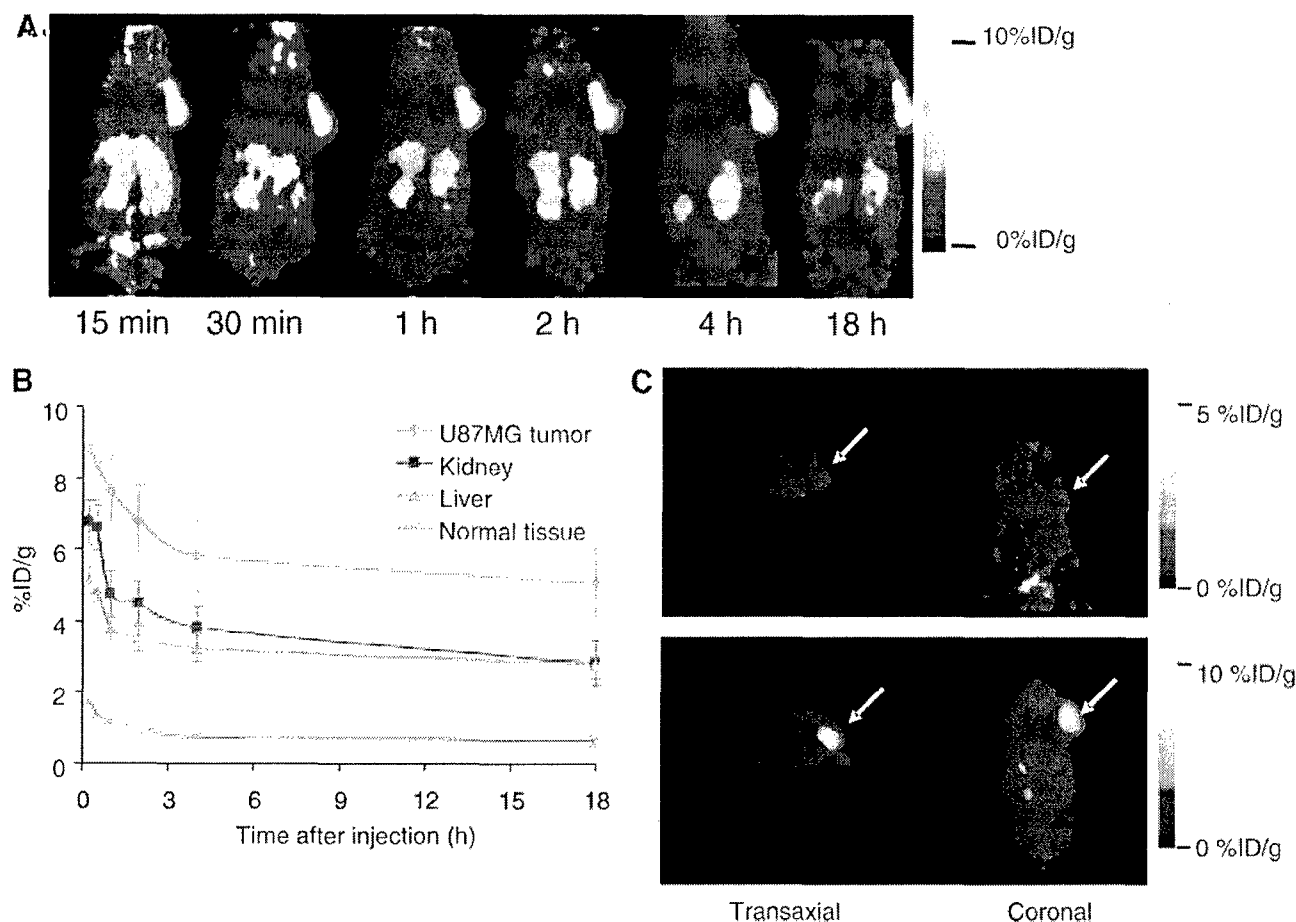 A
10%ID/g
0%ID/g
15 min 30 min 1 h 2 h 4 h 18 h
B
10
8
6
4
2
0
%ID/g
U87MG tumor
Kidney
Liver
Normal tissue
0 3 6 9 12 15 18
Time after injection (h)
C
5 %ID/g
0 %ID/g
10 %ID/g
0 %ID/g
Transaxial Coronal